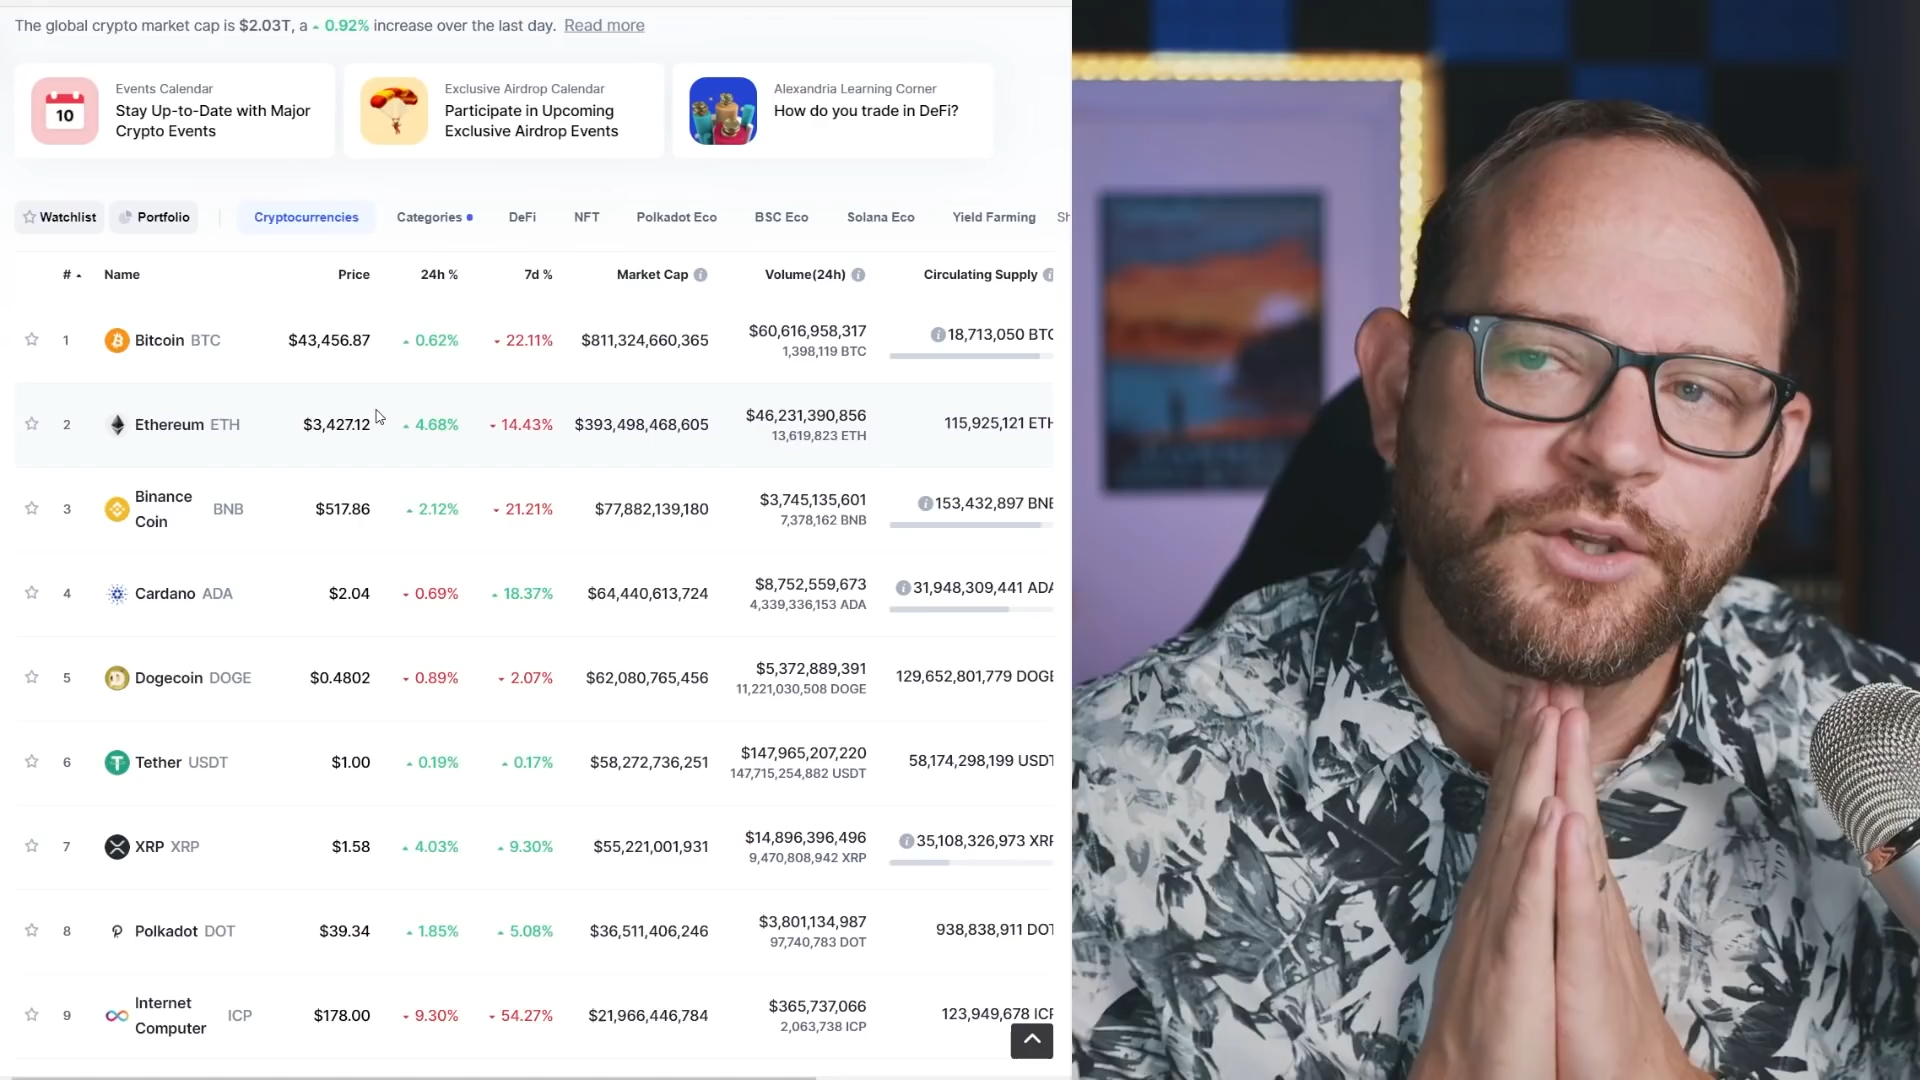 The global crypto market cap is $2.03T, a 0.92% increase over the last day. Read more
Events Calendar
Stay Up-to-Date with Major
Crypto Events
10
Exclusive Airdrop Calendar
Participate in Upcoming
Exclusive Airdrop Events
Alexandria Learning Corner
How do you trade in DeFi?
Watchlist Portfolio Cryptocurrencies Categories DeFi NFT Polkadot Eco BSC Eco Solana Eco Yield Farming Sh
# Name Price 24h % 7d % Market Cap Volume(24h) Circulating Supply
1 Bitcoin BTC $43,456.87 0.62% 22.11% $811,324,660,365 $60,616,958,317 18,713,050 BTC
1,398,119 BTC
2 Ethereum ETH $3,427.12 4.68% 14.43% $393,498,468,605 $46,231,390,856 115,925,121 ETH
13,619,823 ETH
3 Binance Coin BNB $517.86 2.12% 21.21% $77,882,139,180 $3,745,135,601 153,432,897 BNB
7,378,162 BNB
4 Cardano ADA $2.04 0.69% 18.37% $64,440,613,724 $8,752,559,673 31,948,309,441 ADA
4,339,336,153 ADA
5 Dogecoin DOGE $0.4802 0.89% 2.07% $62,080,765,456 $5,372,889,391 129,652,801,779 DOGE
11,221,030,508 DOGE
6 Tether USDT $1.00 0.19% 0.17% $58,272,736,251 $147,965,207,220 58,174,298,199 USDT
147,715,254,882 USDT
7 XRP XRP $1.58 4.03% 9.30% $55,221,001,931 $14,896,396,496 35,108,326,973 XRP
9,470,808,942 XRP
8 Polkadot DOT $39.34 1.85% 5.08% $36,511,406,246 $3,801,134,987 938,838,911 DOT
97,740,783 DOT
9 Internet Computer ICP $178.00 9.30% 54.27% $21,966,446,784 $365,737,066 123,949,678 ICP
2,063,738 ICP